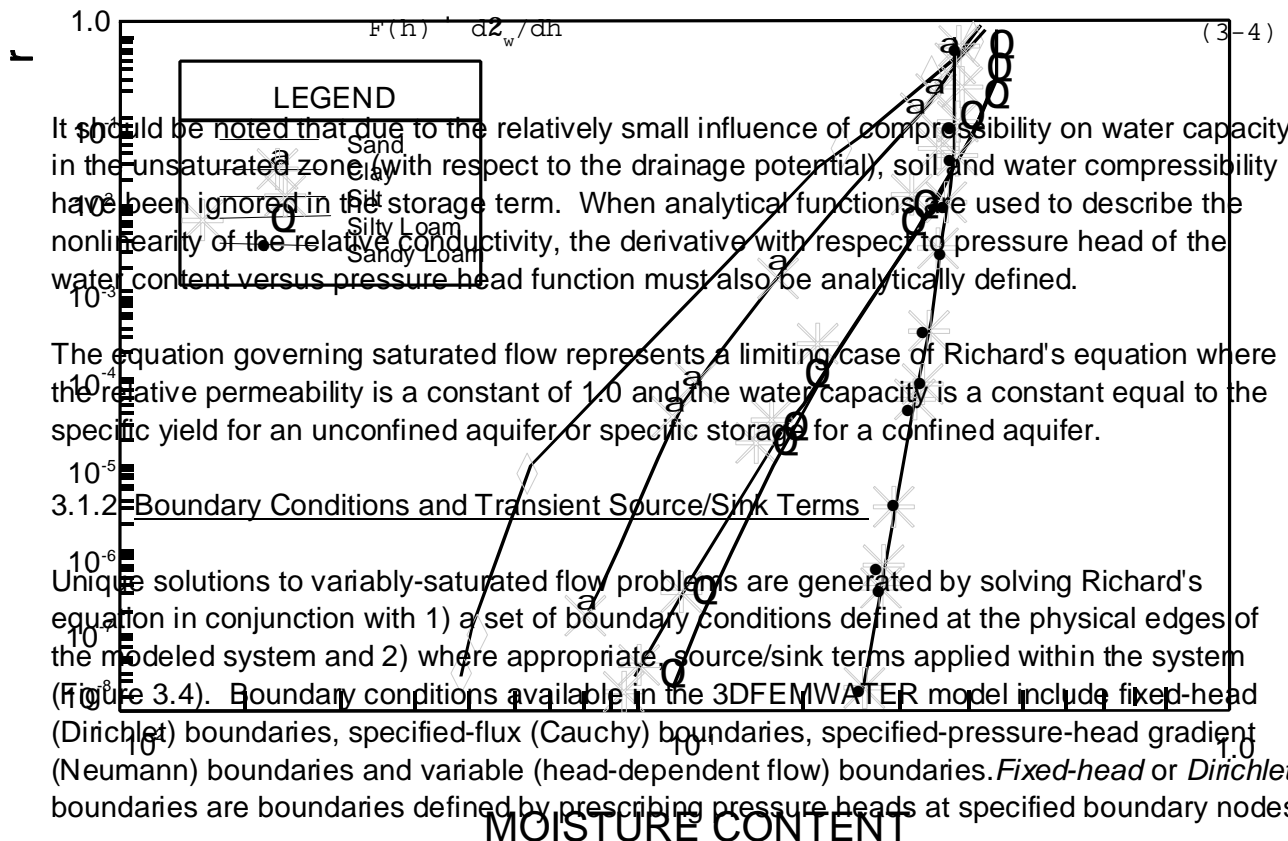 1.0
r
F(h) ' d2w/dh (3-4)
LEGEND
Sand
Clay
Silt
Silty Loam
Sandy Loam
It should be noted that due to the relatively small influence of compressibility on water capacity
in the unsaturated zone (with respect to the drainage potential), soil and water compressibility
have been ignored in the storage term. When analytical functions are used to describe the
nonlinearity of the relative conductivity, the derivative with respect to pressure head of the
water content versus pressure head function must also be analytically defined.
The equation governing saturated flow represents a limiting case of Richard's equation where
the relative permeability is a constant of 1.0 and the water capacity is a constant equal to the
specific yield for an unconfined aquifer or specific storage for a confined aquifer.
3.1.2 Boundary Conditions and Transient Source/Sink Terms
Unique solutions to variably-saturated flow problems are generated by solving Richard's
equation in conjunction with 1) a set of boundary conditions defined at the physical edges of
the modeled system and 2) where appropriate, source/sink terms applied within the system
(Figure 3.4). Boundary conditions available in the 3DFEMWATER model include fixed-head
(Dirichlet) boundaries, specified-flux (Cauchy) boundaries, specified-pressure-head gradient
(Neumann) boundaries and variable (head-dependent flow) boundaries. Fixed-head or Dirichlet
boundaries are boundaries defined by prescribing pressure heads at specified boundary nodes
10-1
10-2
10-3
10-4
10-5
10-6
10-7
10-8
10-2 10-1 1.0
MOISTURE CONTENT